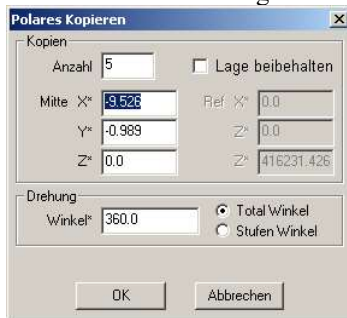 Polares Kopieren
Kopien
Anzahl 5 Lage beibehalten
Mitte X* -9.526 Ref X* 0.0
Y* -0.989 Z* 0.0
Z* 0.0 Z* 416231.426
Drehung
Winkel* 360.0 Total Winkel
Stufen Winkel
OK Abbrechen